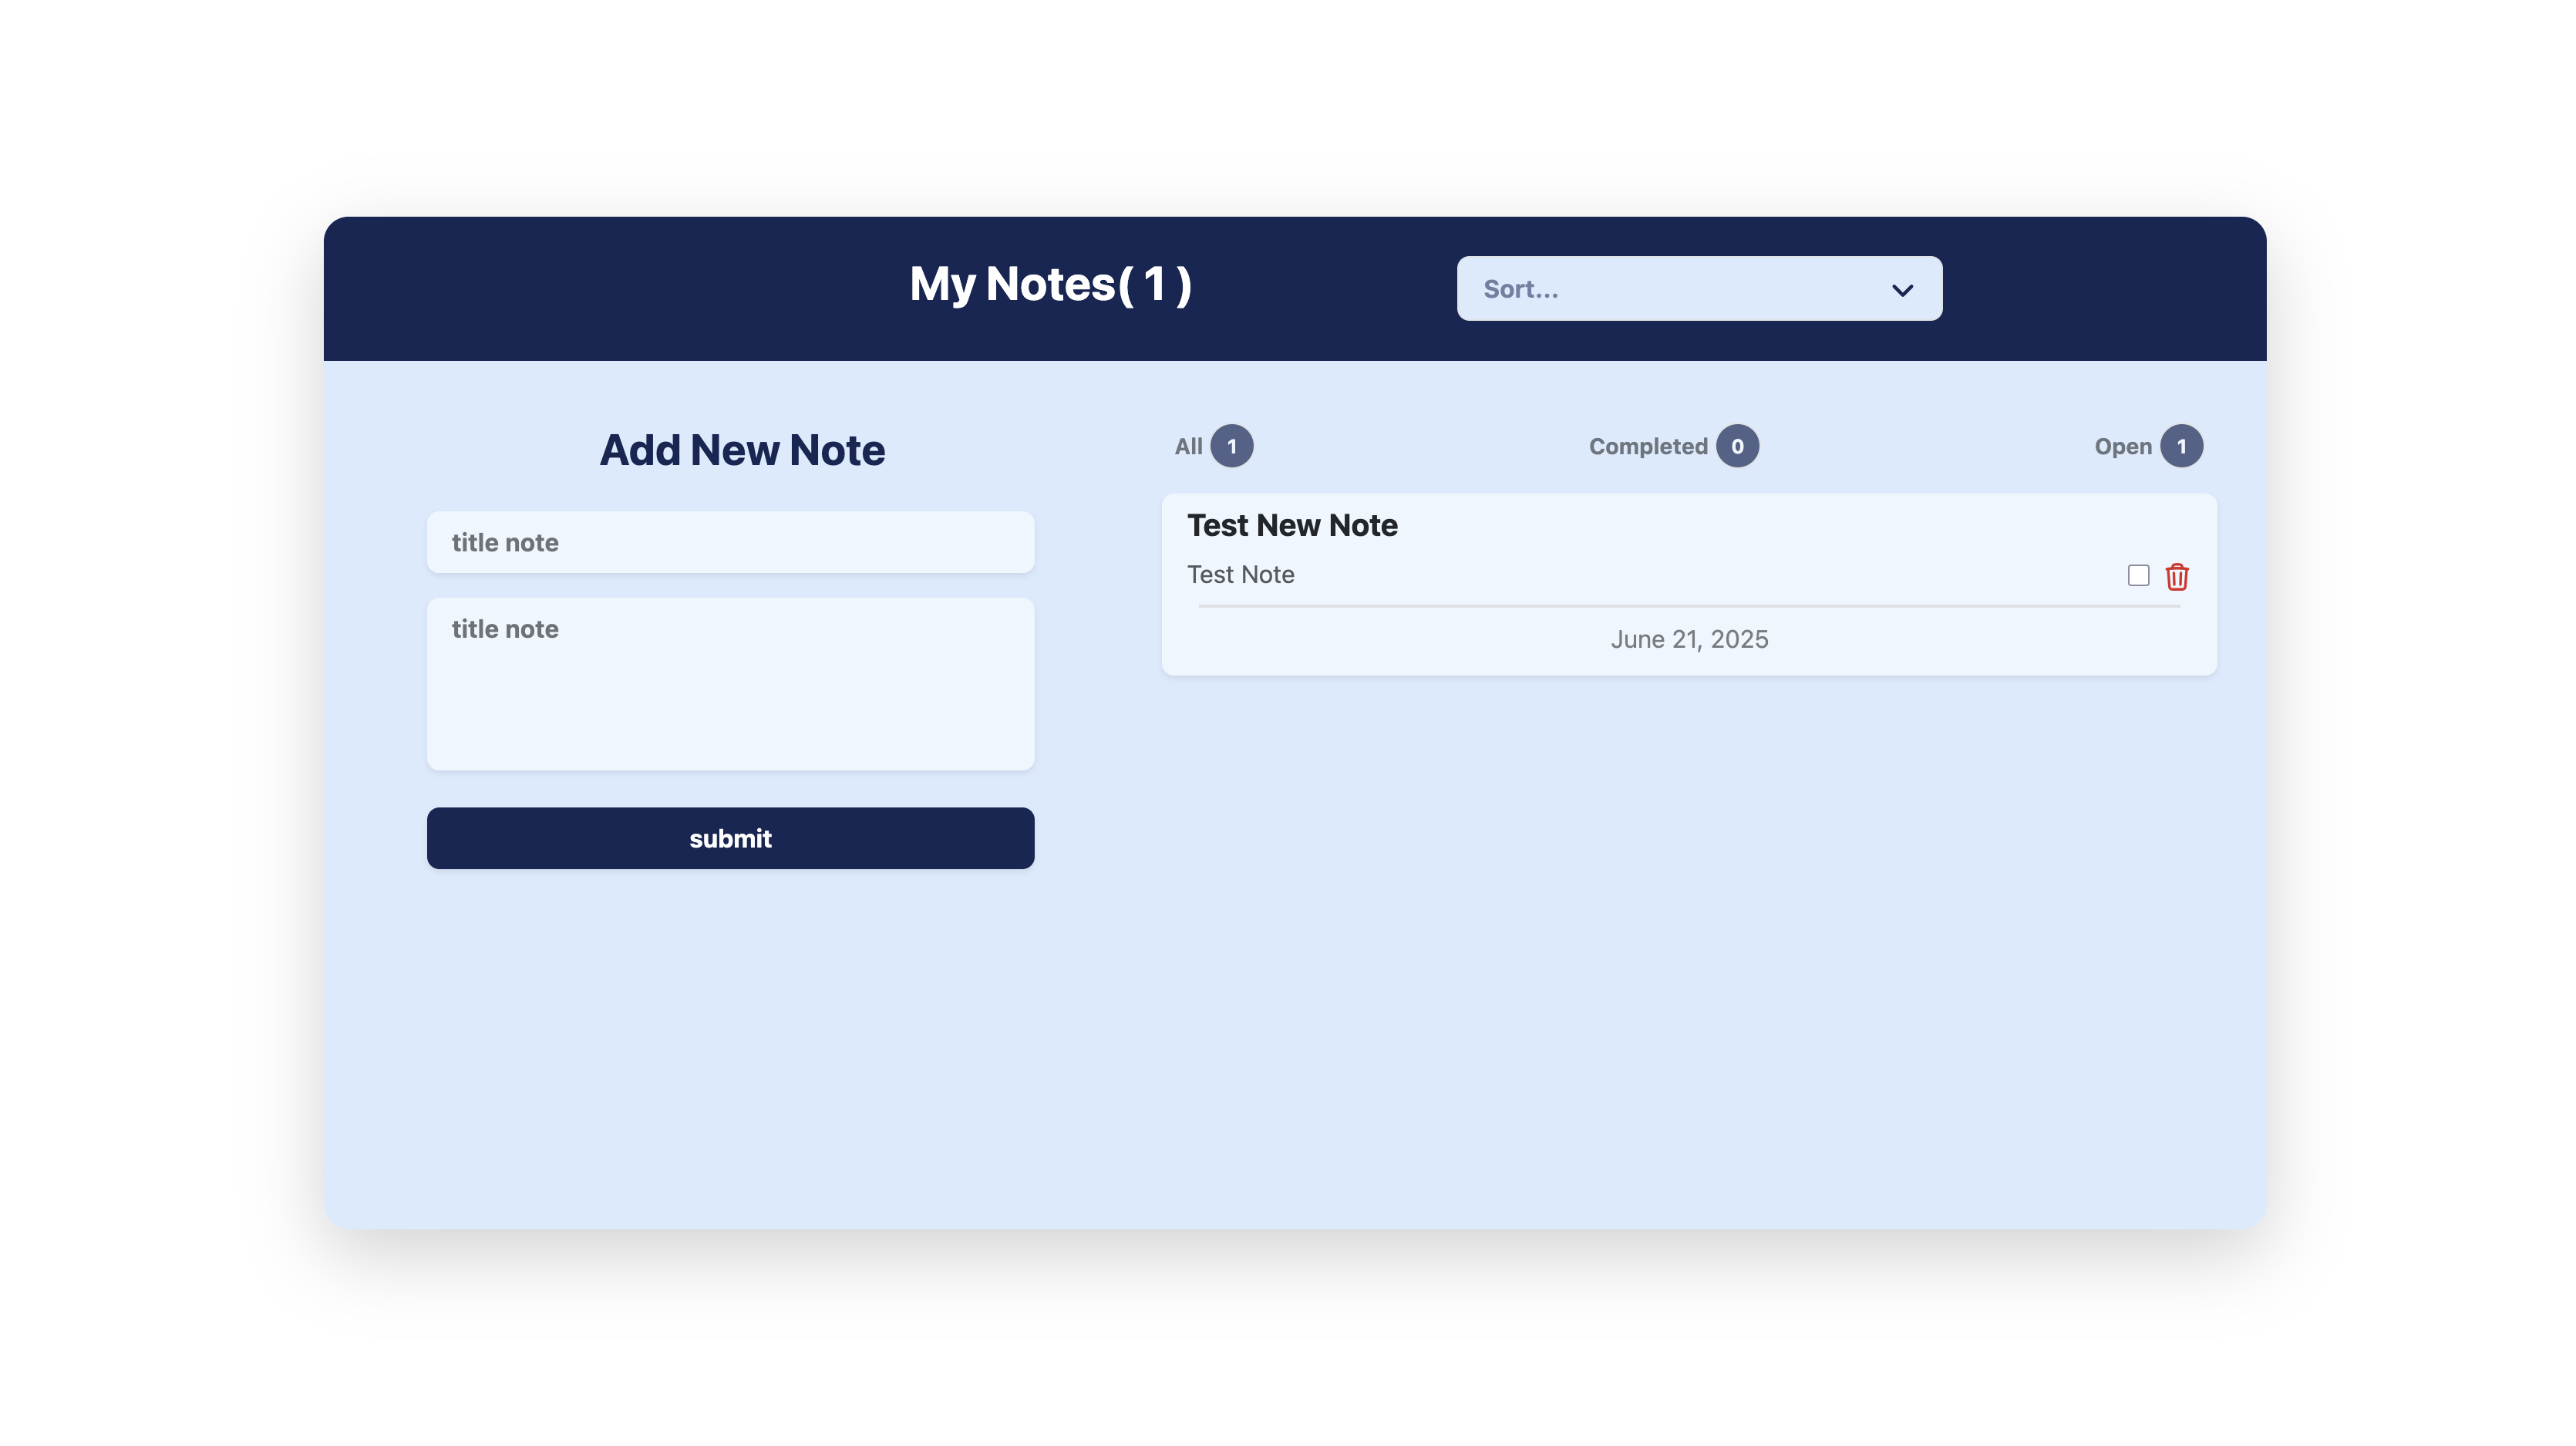 My Notes( 1 )
Sort...
Add New Note
title note
title note
submit
All 1
Completed 0
Open 1
Test New Note
Test Note
June 21, 2025